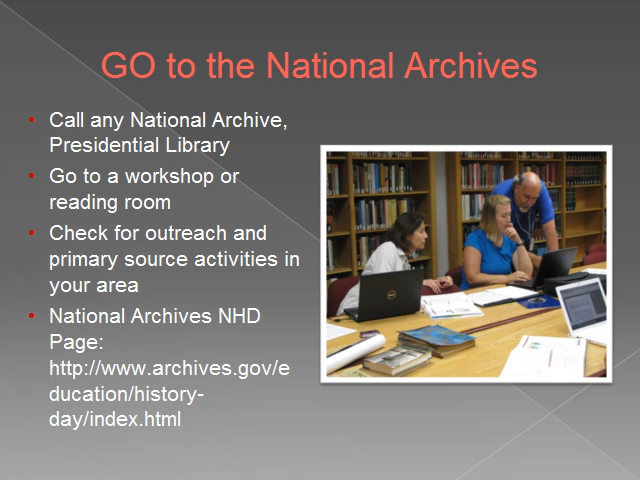 GO to the National Archives
• Call any National Archive,
Presidential Library
• Go to a workshop or
reading room
• Check for outreach and
primary source activities in
your area
• National Archives NHD
Page:
http://www.archives.gov/e
ducation/history-
day/index.html